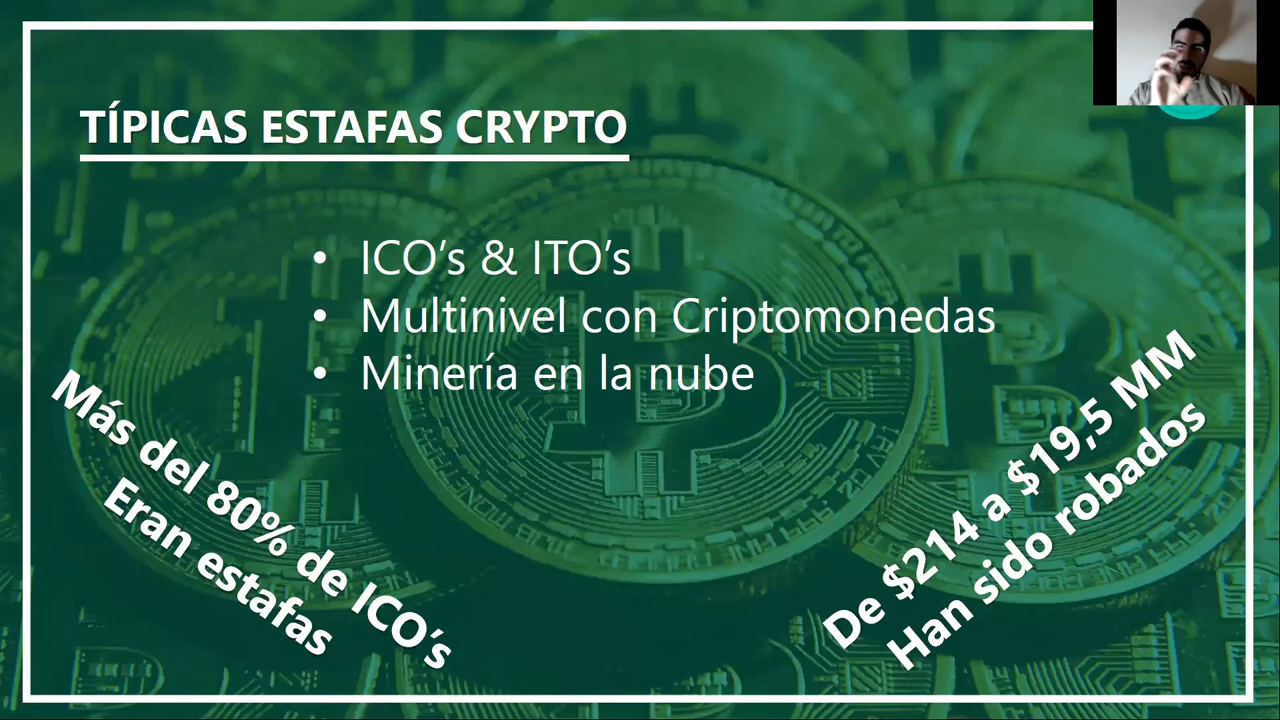 TÍPICAS ESTAFAS CRYPTO
• ICO’s & ITO’s
• Multinivel con Criptomonedas
• Minería en la nube
Más del 80% de ICO’s
Eran estafas
De $214 a $19,5 MM
Han sido robados